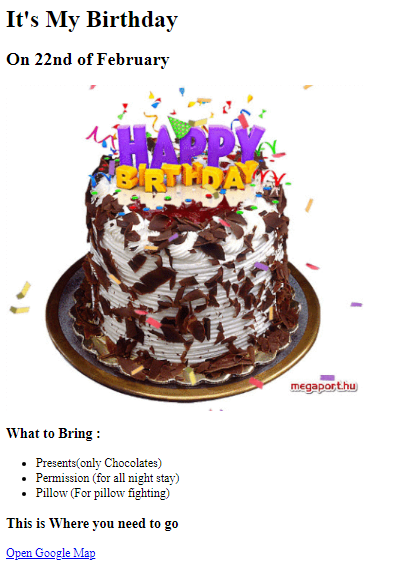 It's My Birthday
On 22nd of February
HAPPY
BIRTHDAY
megaport.hu
What to Bring :
Presents(only Chocolates)
Permission (for all night stay)
Pillow (For pillow fighting)
This is Where you need to go
Open Google Map